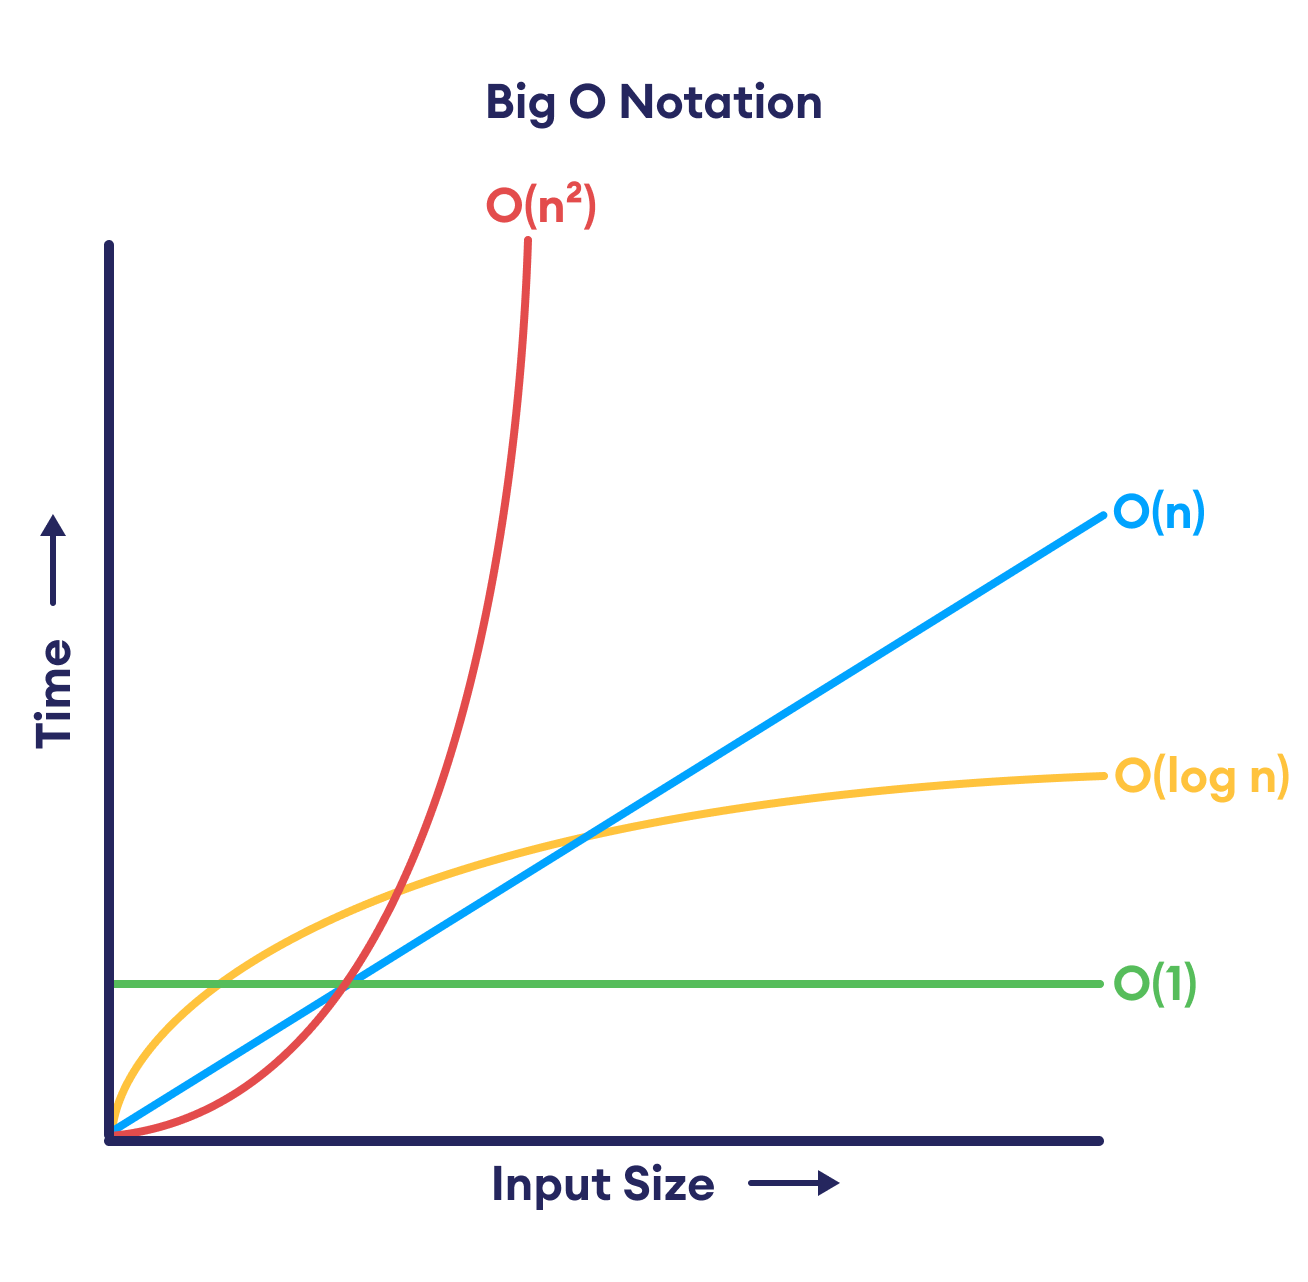 Big O Notation
O(n²)
O(n)
Time
O(log n)
O(1)
Input Size